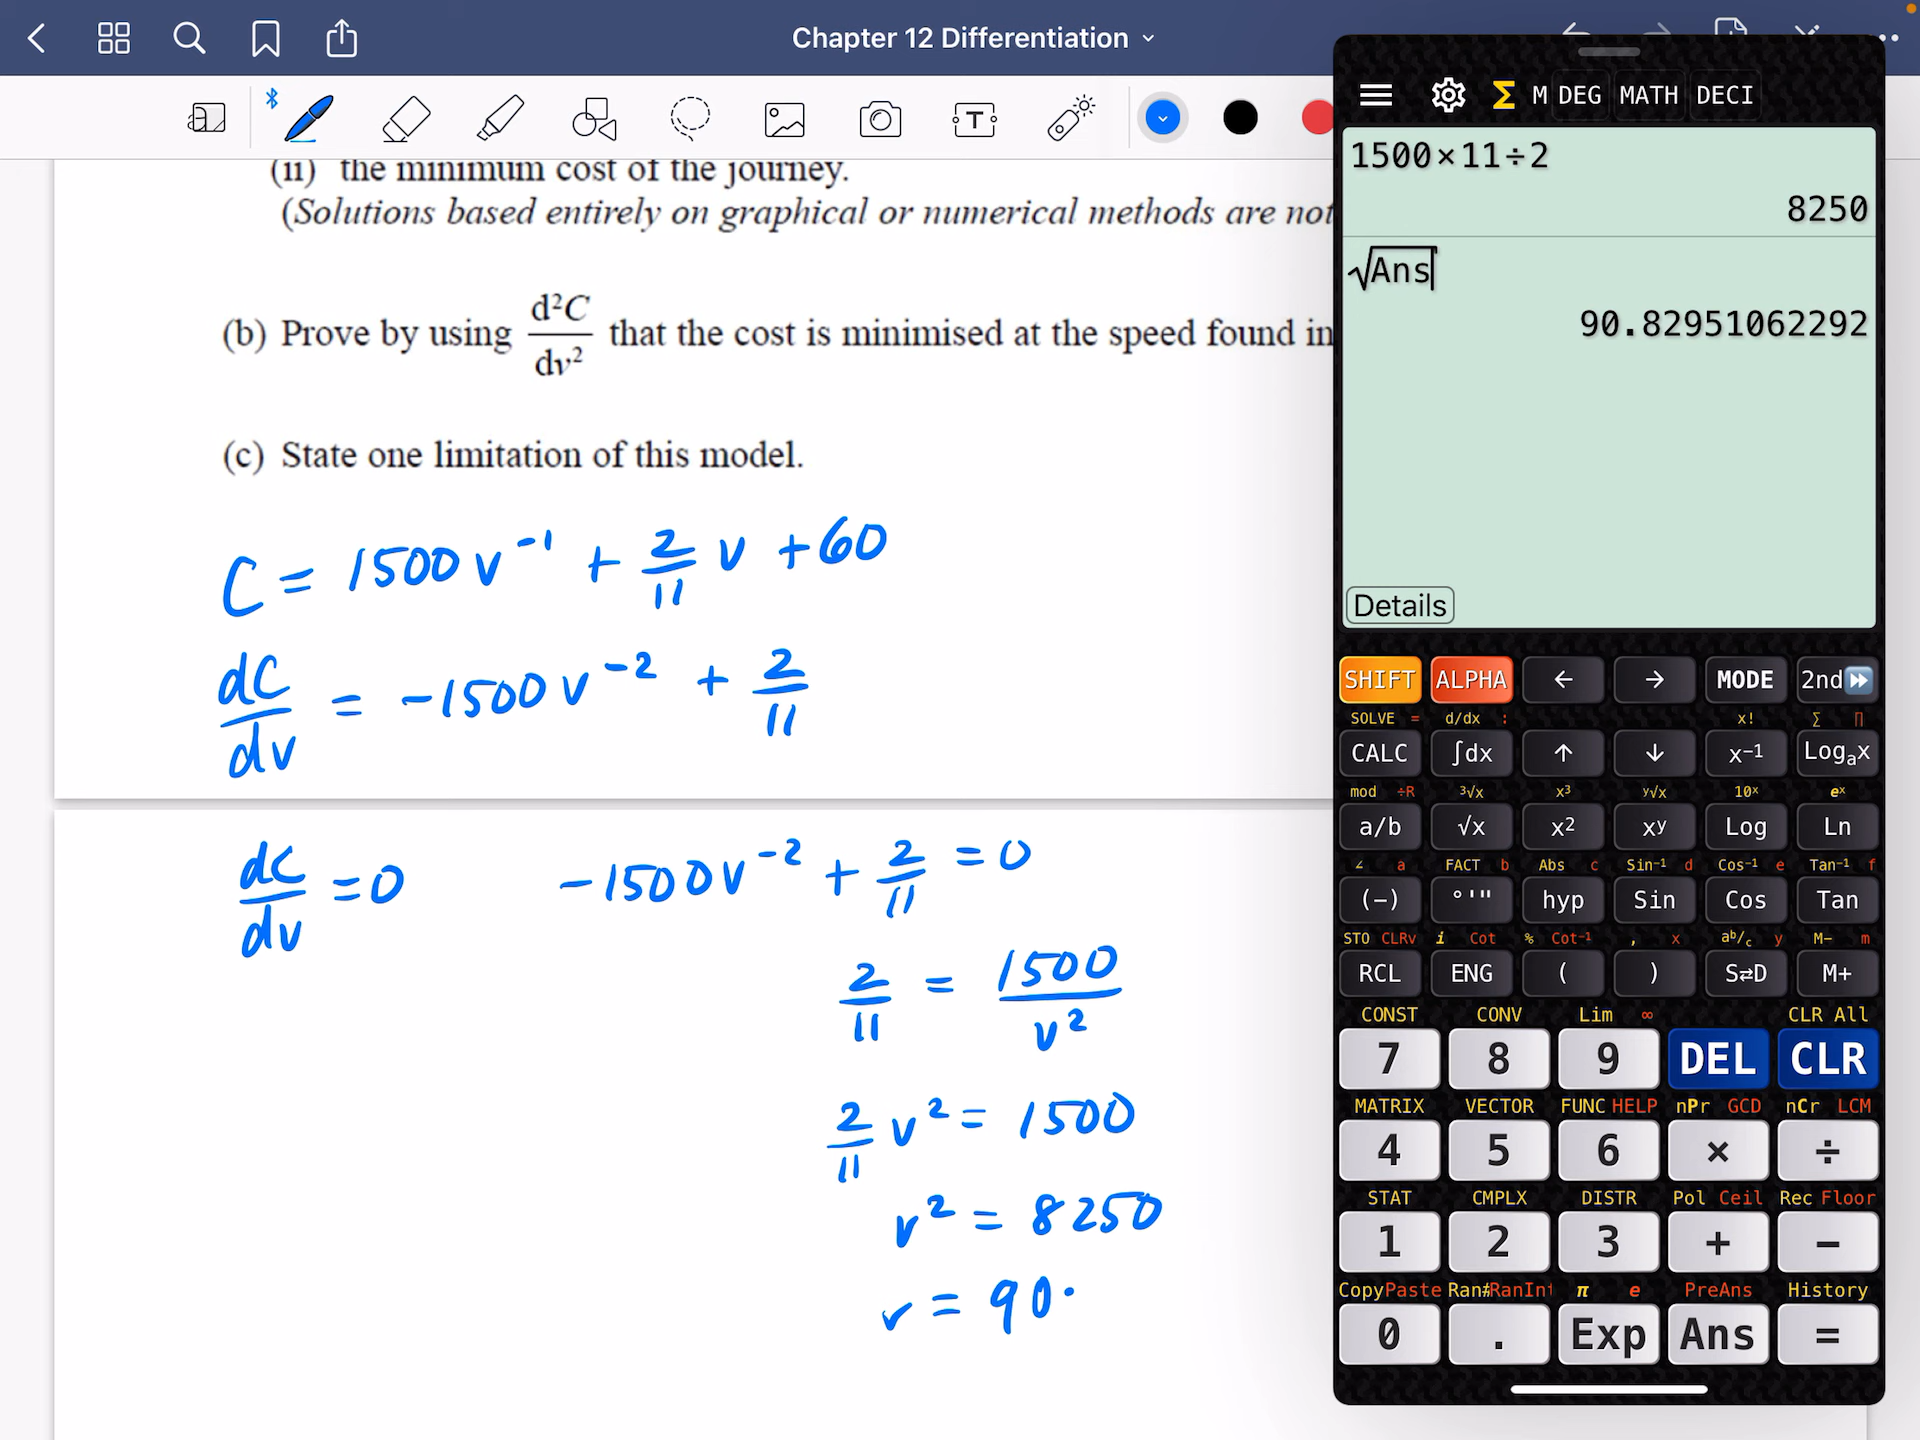 Chapter 12 Differentiation
(ii) the minimum cost of the journey.
(Solutions based entirely on graphical or numerical methods are not
(b) Prove by using d²C/dv² that the cost is minimised at the speed found in
(c) State one limitation of this model.
C = 1500v⁻¹ + 2/11 v + 60
dC/dv = -1500v⁻² + 2/11
dC/dv = 0 -1500v⁻² + 2/11 = 0
2/11 = 1500/v²
2/11 v² = 1500
v² = 8250
v = 90.
M DEG MATH DECI
1500×11÷2
8250
√Ans
90.82951062292
Details
SHIFT ALPHA ← → MODE 2nd
SOLVE = d/dx : x! ∑ ∏
CALC ∫dx ↑ ↓ x⁻¹ Logₐx
mod ÷R ³√x x³ ʸ√x 10ˣ eˣ
a/b √x x² xʸ Log Ln
∠ a FACT b Abs c Sin⁻¹ d Cos⁻¹ e Tan⁻¹ f
(−) °'" hyp Sin Cos Tan
STO CLRv i Cot % Cot⁻¹ , x aᵇ/c y M− m
RCL ENG ( ) S⇄D M+
CONST CONV Lim ∞ CLR All
7 8 9 DEL CLR
MATRIX VECTOR FUNC HELP nPr GCD nCr LCM
4 5 6 × ÷
STAT CMPLX DISTR Pol Ceil Rec Floor
1 2 3 + −
Copy Paste Ran# RanInt π e PreAns History
0 . Exp Ans =